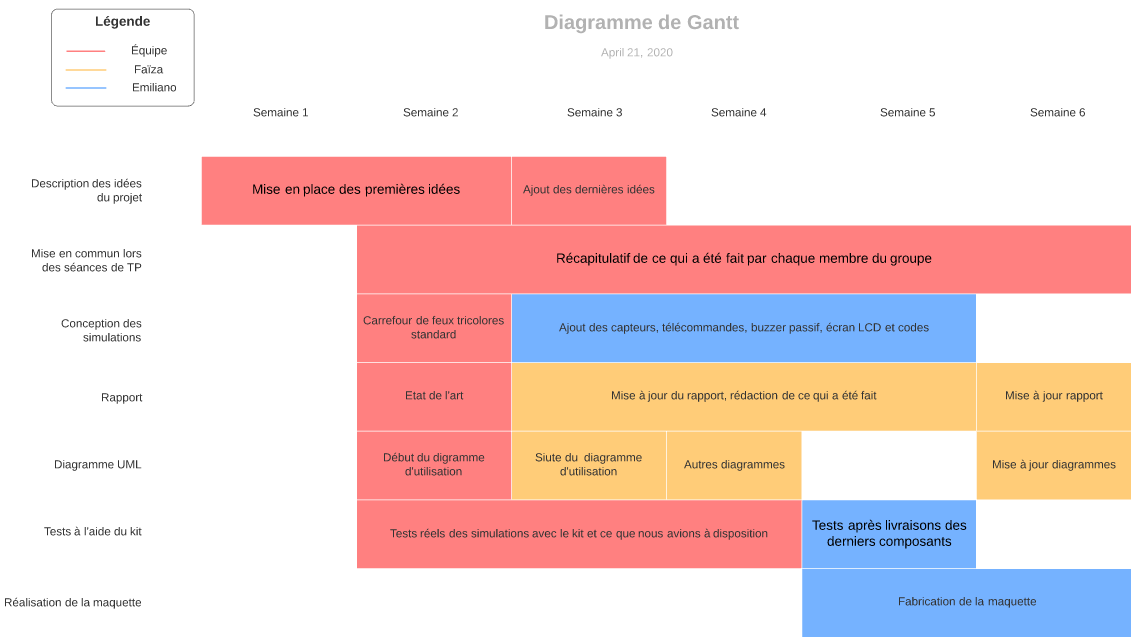 Légende
Équipe
Faïza
Emiliano
Diagramme de Gantt
April 21, 2020
Semaine 1
Semaine 2
Semaine 3
Semaine 4
Semaine 5
Semaine 6
Description des idées
du projet
Mise en place des premières idées
Ajout des dernières idées
Mise en commun lors
des séances de TP
Récapitulatif de ce qui a été fait par chaque membre du groupe
Conception des
simulations
Carrefour de feux tricolores
standard
Ajout des capteurs, télécommandes, buzzer passif, écran LCD et codes
Rapport
Etat de l'art
Mise à jour du rapport, rédaction de ce qui a été fait
Mise à jour rapport
Diagramme UML
Début du digramme
d'utilisation
Siute du diagramme
d'utilisation
Autres diagrammes
Mise à jour diagrammes
Tests à l'aide du kit
Tests réels des simulations avec le kit et ce que nous avions à disposition
Tests après livraisons des
derniers composants
Réalisation de la maquette
Fabrication de la maquette